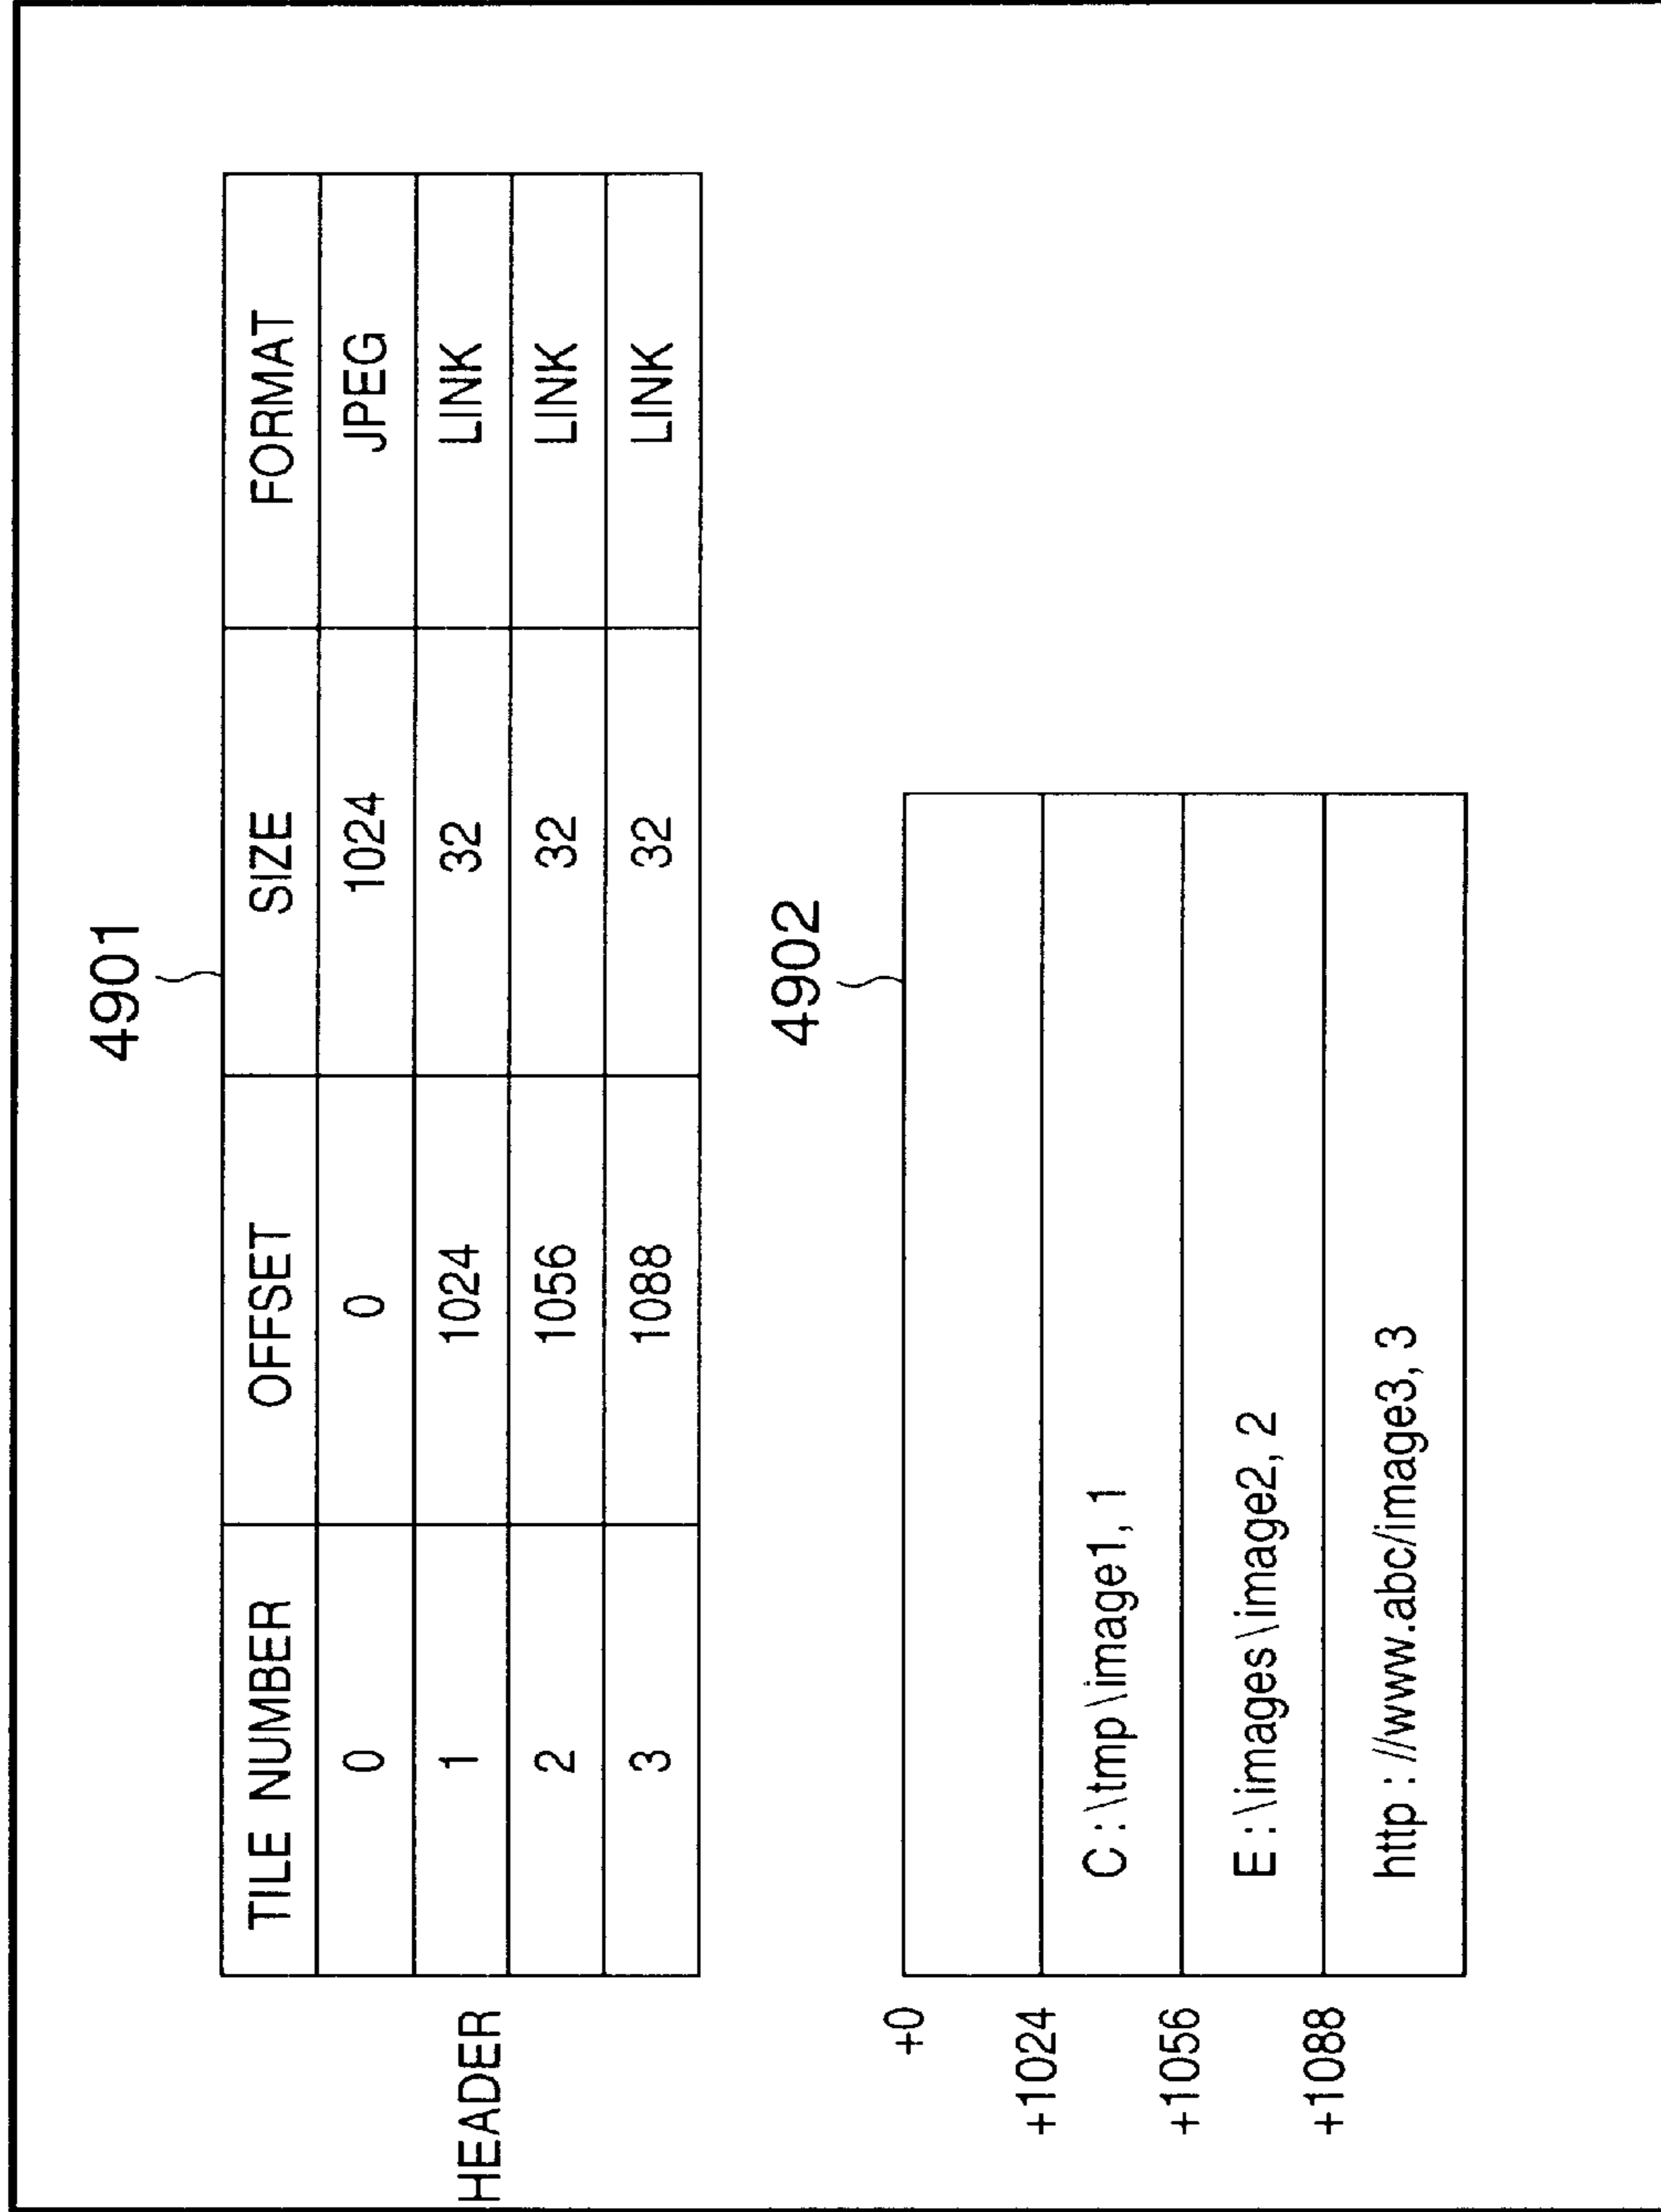 4901
TILE NUMBER OFFSET SIZE FORMAT
0 0 1024 JPEG
HEADER 1 1024 32 LINK
2 1056 32 LINK
3 1088 32 LINK
4902
+0
+1024 C:\tmp\image1, 1
+1056 E:\images\image2, 2
+1088 http : //www.abc/image3, 3